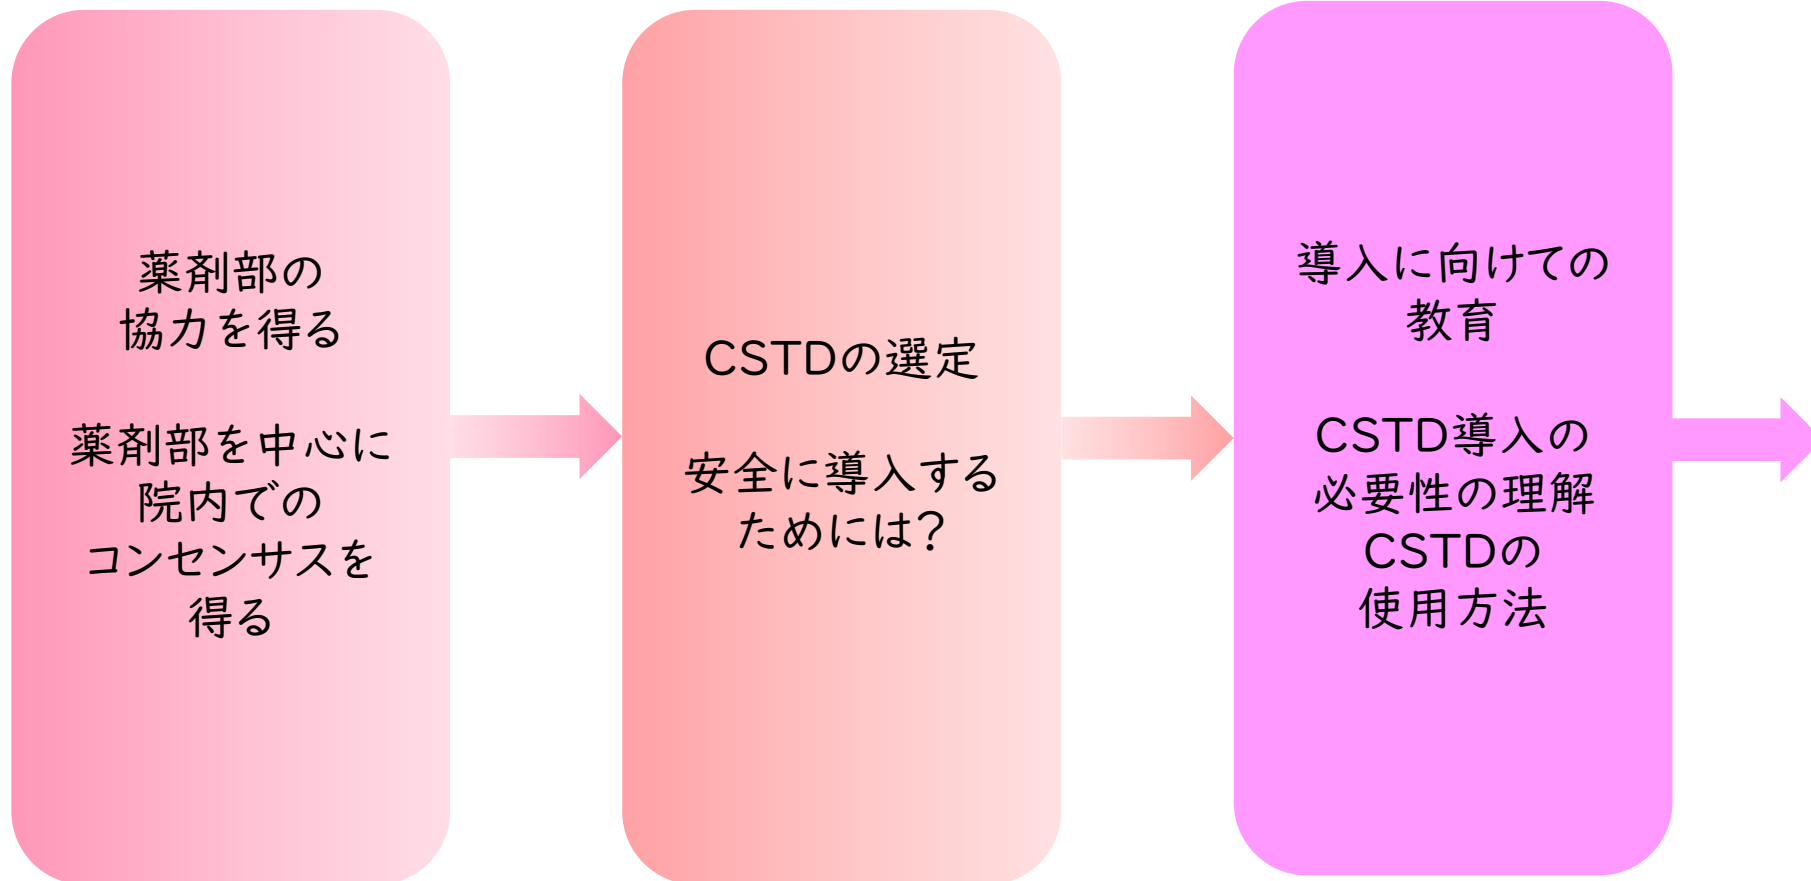 薬剤部の
協力を得る
薬剤部を中心に
院内での
コンセンサスを
得る
CSTDの選定
安全に導入する
ためには？
導入に向けての
教育
CSTD導入の
必要性の理解
CSTDの
使用方法